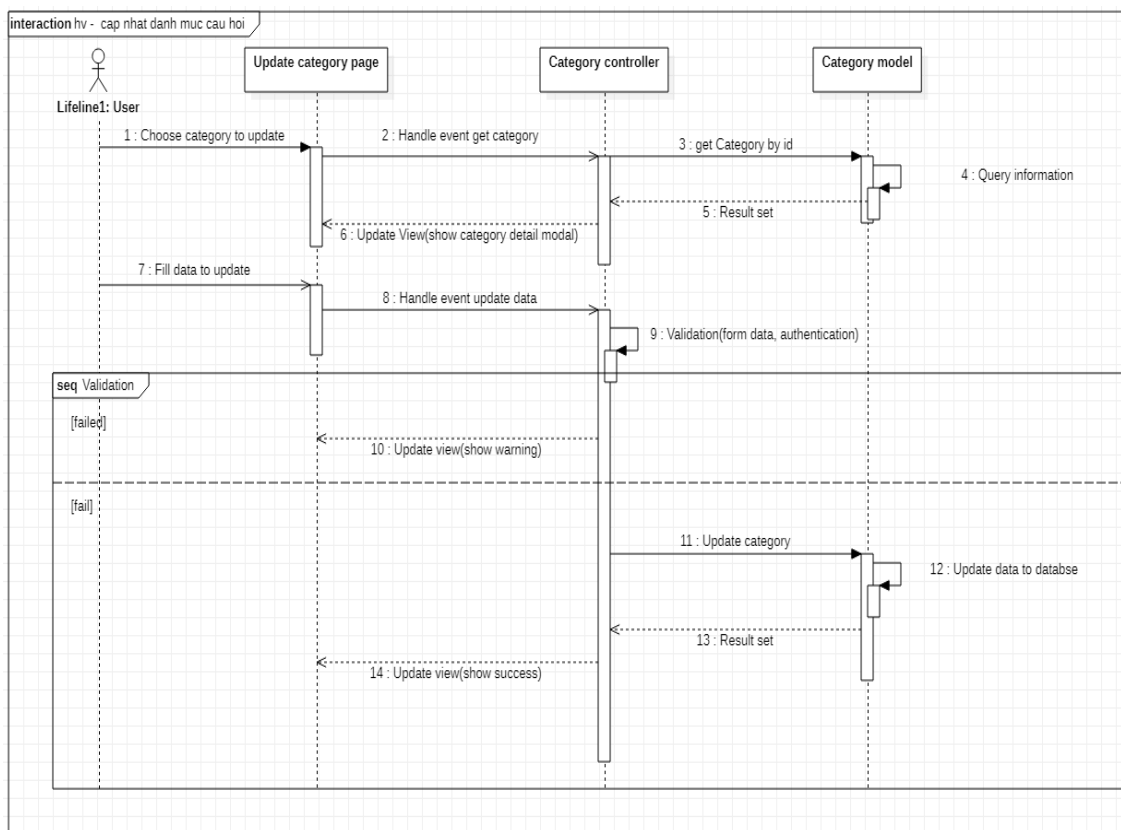 interaction hv - cap nhat danh muc cau hoi
Update category page
Category controller
Category model
Lifeline1: User
1 : Choose category to update
2 : Handle event get category
3 : get Category by id
4 : Query information
5 : Result set
6 : Update View(show category detail modal)
7 : Fill data to update
8 : Handle event update data
9 : Validation(form data, authentication)
seq Validation
[failed]
10 : Update view(show warning)
[fail]
11 : Update category
12 : Update data to databse
13 : Result set
14 : Update view(show success)